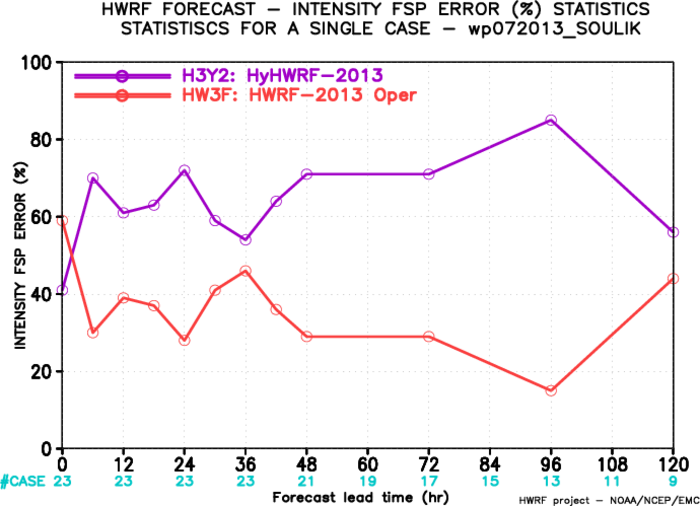 HWRF FORECAST – INTENSITY FSP ERROR (%) STATISTICS
STATISTISCS FOR A SINGLE CASE – wp072013_SOULIK
H3Y2: HyHWRF–2013
HW3F: HWRF–2013 Oper
INTENSITY FSP ERROR (%)
100
80
60
40
20
0
0 12 24 36 48 60 72 84 96 108 120
#CASE 23 23 23 23 21 19 17 15 13 11 9
Forecast lead time (hr)
HWRF project – NOAA/NCEP/EMC